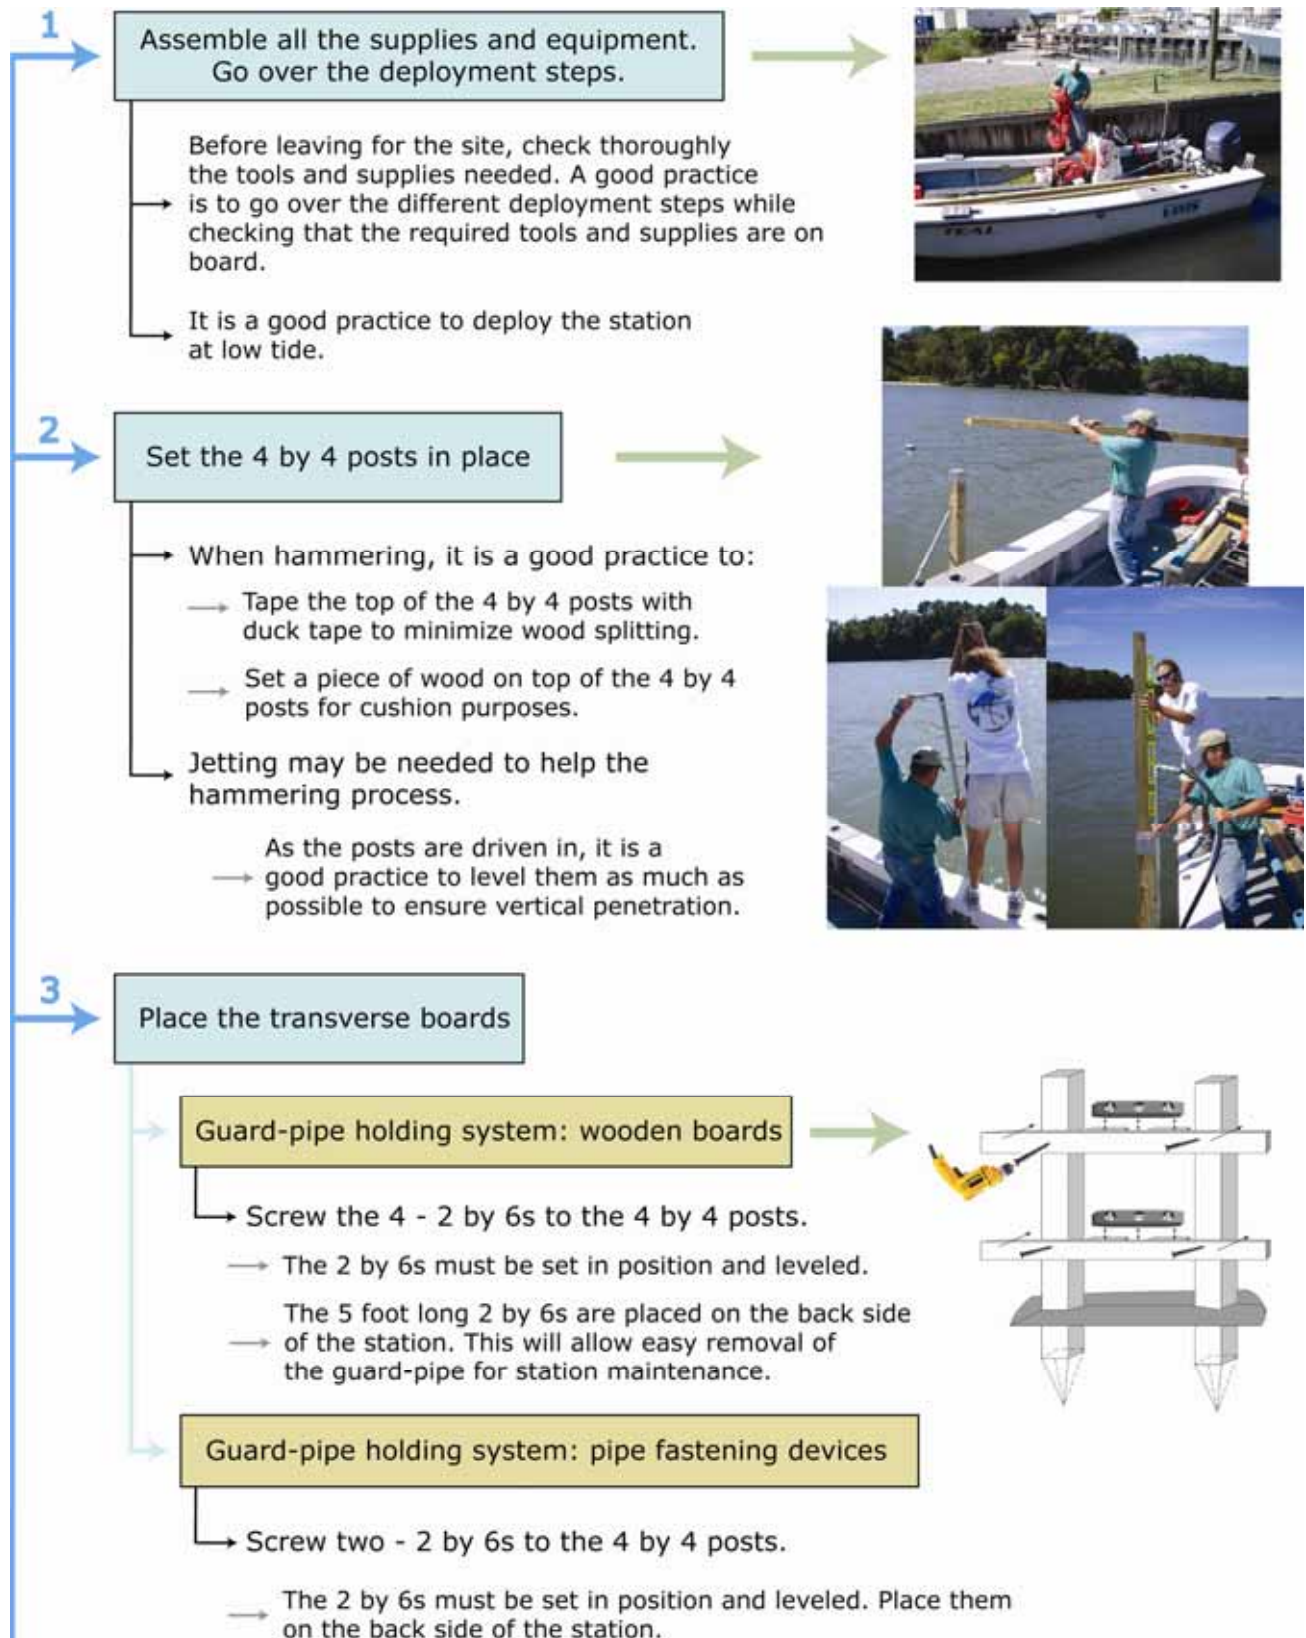 1
Assemble all the supplies and equipment.
Go over the deployment steps.
Before leaving for the site, check thoroughly
the tools and supplies needed. A good practice
is to go over the different deployment steps while
checking that the required tools and supplies are on
board.
It is a good practice to deploy the station
at low tide.
2
Set the 4 by 4 posts in place
When hammering, it is a good practice to:
Tape the top of the 4 by 4 posts with
duck tape to minimize wood splitting.
Set a piece of wood on top of the 4 by 4
posts for cushion purposes.
Jetting may be needed to help the
hammering process.
As the posts are driven in, it is a
good practice to level them as much as
possible to ensure vertical penetration.
3
Place the transverse boards
Guard-pipe holding system: wooden boards
Screw the 4 - 2 by 6s to the 4 by 4 posts.
The 2 by 6s must be set in position and leveled.
The 5 foot long 2 by 6s are placed on the back side
of the station. This will allow easy removal of
the guard-pipe for station maintenance.
Guard-pipe holding system: pipe fastening devices
Screw two - 2 by 6s to the 4 by 4 posts.
The 2 by 6s must be set in position and leveled. Place them
on the back side of the station.